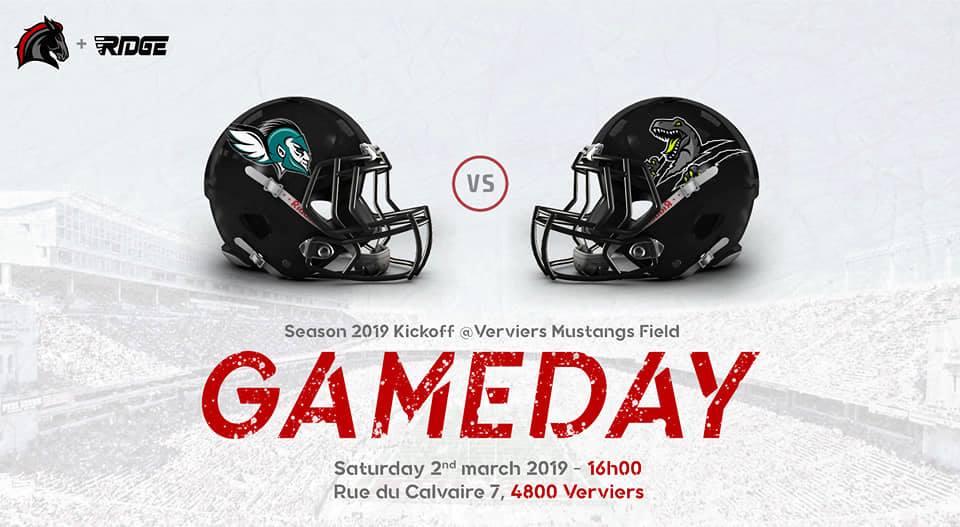 + RIDGE
VS
Season 2019 Kickoff @Verviers Mustangs Field
GAMEDAY
Saturday 2nd march 2019 - 16h00
Rue du Calvaire 7, 4800 Verviers